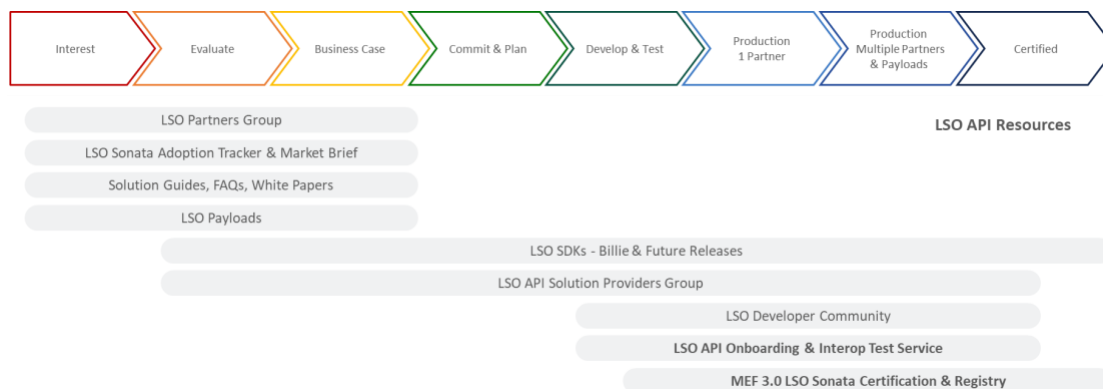 Interest
Evaluate
Business Case
Commit & Plan
Develop & Test
Production
1 Partner
Production
Multiple Partners
& Payloads
Certified
LSO Partners Group
LSO API Resources
LSO Sonata Adoption Tracker & Market Brief
Solution Guides, FAQs, White Papers
LSO Payloads
LSO SDKs - Billie & Future Releases
LSO API Solution Providers Group
LSO Developer Community
LSO API Onboarding & Interop Test Service
MEF 3.0 LSO Sonata Certification & Registry